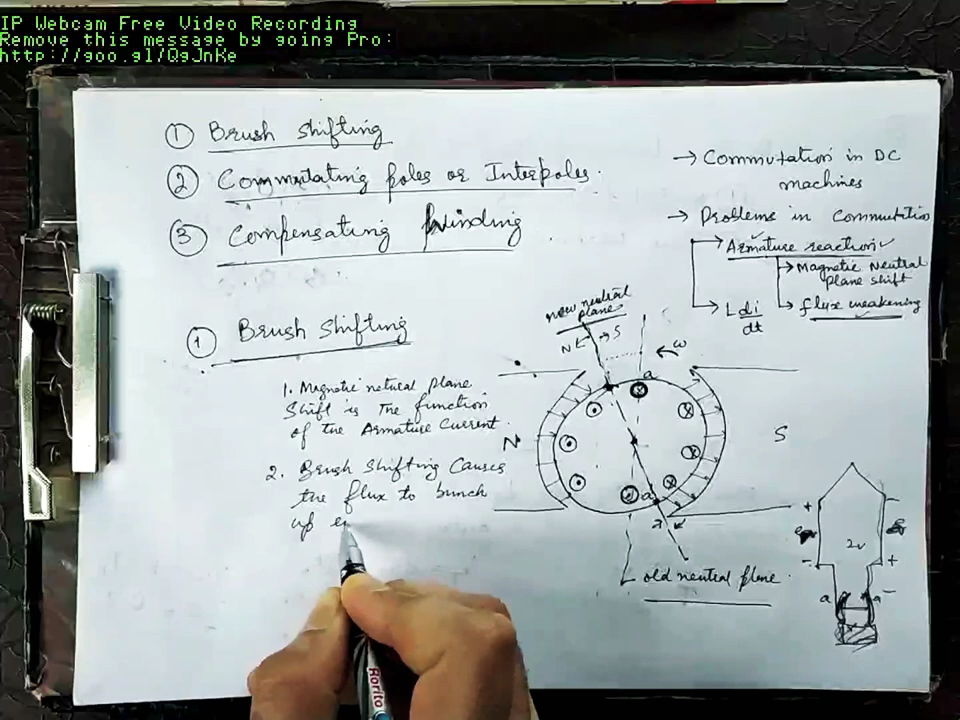 IP Webcam Free Video Recording
Remove this message by going Pro:
http://goo.gl/QgJnKe
① Brush shifting
② Commutating poles or Interpoles.
③ Compensating Winding
→ Commutation in DC
machines
→ Problems in Commutation
→ Armature reaction
→ Magnetic Neutral
Plane shift
→ flux weakening
→ L di
dt
① Brush Shifting
1. Magnetic netural plane
Shift is The function
of the Armature Current.
2. Brush Shifting Causes
the flux to bunch
up
new neutral
plane
N S
ω
a
N
S
a
old neutral plane
+ −
2v
− +
a a
Rorito